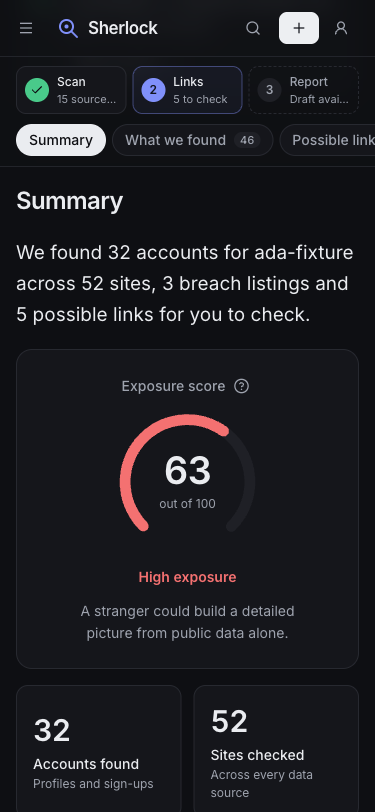 Sherlock
Scan
15 source...
2
Links
5 to check
3
Report
Draft avai...
Summary
What we found 46
Possible link
Summary
We found 32 accounts for ada-fixture
across 52 sites, 3 breach listings and
5 possible links for you to check.
Exposure score ?
63
out of 100
High exposure
A stranger could build a detailed
picture from public data alone.
32
Accounts found
Profiles and sign-ups
52
Sites checked
Across every data
source